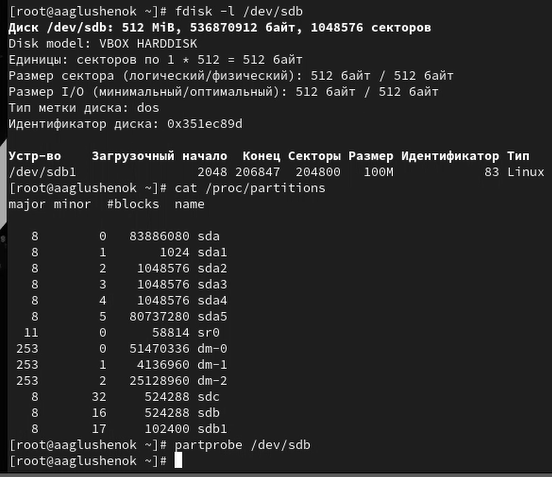 [root@aaglushenok ~]# fdisk -l /dev/sdb
Диск /dev/sdb: 512 MiB, 536870912 байт, 1048576 секторов
Disk model: VBOX HARDDISK
Единицы: секторов по 1 * 512 = 512 байт
Размер сектора (логический/физический): 512 байт / 512 байт
Размер I/O (минимальный/оптимальный): 512 байт / 512 байт
Тип метки диска: dos
Идентификатор диска: 0x351ec89d
Устр-во    Загрузочный начало  Конец Секторы Размер Идентификатор Тип
/dev/sdb1                2048 206847  204800   100M            83 Linux
[root@aaglushenok ~]# cat /proc/partitions
major minor  #blocks  name
   8        0   83886080 sda
   8        1       1024 sda1
   8        2    1048576 sda2
   8        3    1048576 sda3
   8        4    1048576 sda4
   8        5   80737280 sda5
  11        0      58814 sr0
 253        0   51470336 dm-0
 253        1    4136960 dm-1
 253        2   25128960 dm-2
   8       32     524288 sdc
   8       16     524288 sdb
   8       17     102400 sdb1
[root@aaglushenok ~]# partprobe /dev/sdb
[root@aaglushenok ~]#